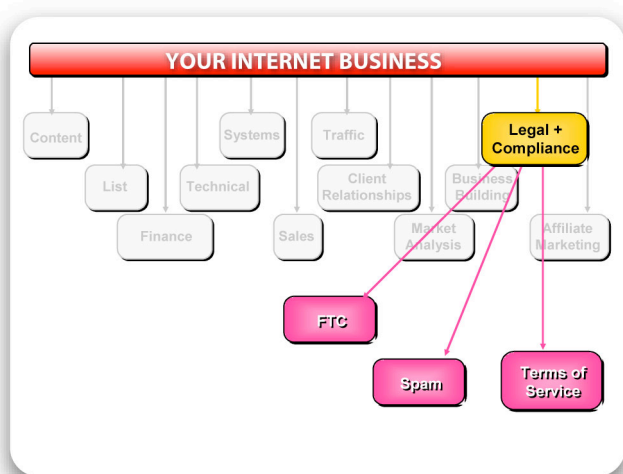 YOUR INTERNET BUSINESS
Content
Systems
Traffic
Legal +
Compliance
List
Technical
Client
Relationships
Business
Building
Finance
Sales
Market
Analysis
Affiliate
Marketing
FTC
Spam
Terms of
Service